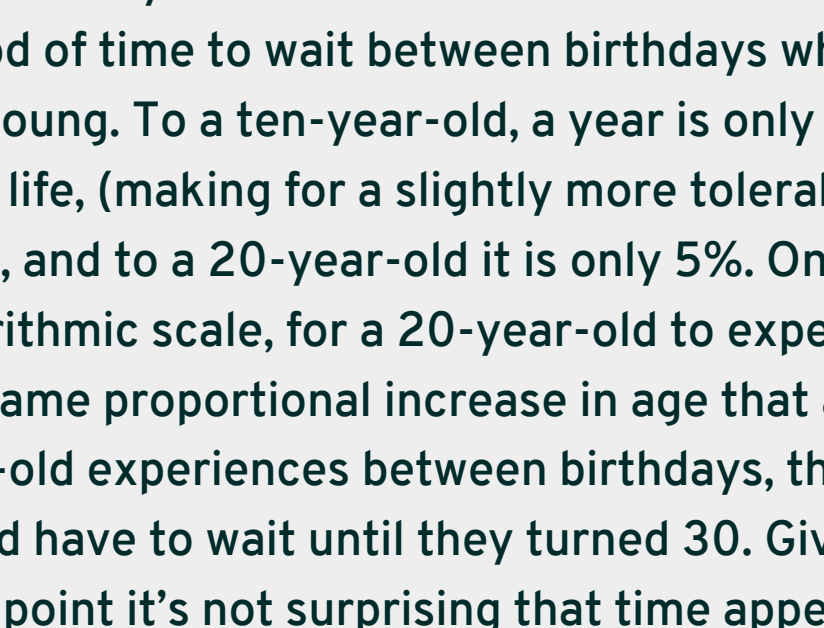 od of time to wait between birthdays wh
oung. To a ten-year-old, a year is only
life, (making for a slightly more tolera
, and to a 20-year-old it is only 5%. On
rithmic scale, for a 20-year-old to expe
ame proportional increase in age that a
-old experiences between birthdays, th
d have to wait until they turned 30. Giv
point it’s not surprising that time appe